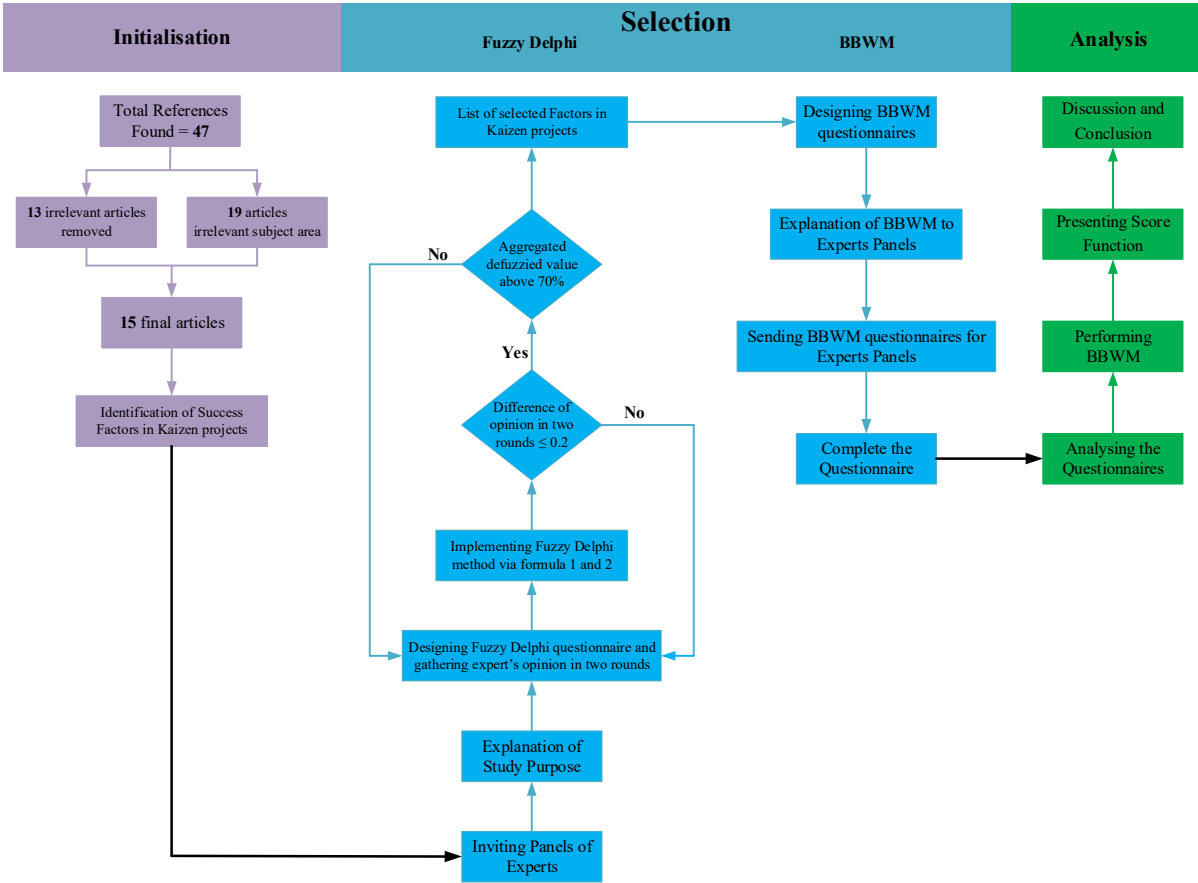 Initialisation
Selection
Fuzzy Delphi
BBWM
Analysis
Total References
Found = 47
13 irrelevant articles
removed
19 articles
irrelevant subject area
15 final articles
Identification of Success
Factors in Kaizen projects
List of selected Factors in
Kaizen projects
No
Aggregated
defuzzied value
above 70%
Yes
Difference of
opinion in two
rounds ≤ 0.2
No
Implementing Fuzzy Delphi
method via formula 1 and 2
Designing Fuzzy Delphi questionnaire and
gathering expert's opinion in two rounds
Explanation of
Study Purpose
Inviting Panels of
Experts
Designing BBWM
questionnaires
Explanation of BBWM to
Experts Panels
Sending BBWM questionnaires for
Experts Panels
Complete the
Questionnaire
Discussion and
Conclusion
Presenting Score
Function
Performing
BBWM
Analysing the
Questionnaires